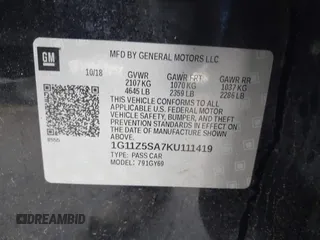 GM
MFD BY GENERAL MOTORS LLC
10/18 GVWR GAWR FRT GAWR RR
2107 KG 1070 KG 1037 KG
4645 LB 2359 LB 2286 LB
THIS VEHICLE CONFORMS TO ALL APPLICABLE U.S. FEDERAL MOTOR VEHICLE SAFETY, BUMPER, AND THEFT PREVENTION STANDARDS IN EFFECT ON THE DATE OF MANUFACTURE SHOWN ABOVE.
1G11Z5SA7KU111419
TYPE: PASS CAR
MODEL: 791GY69
AUTOBIDMASTER